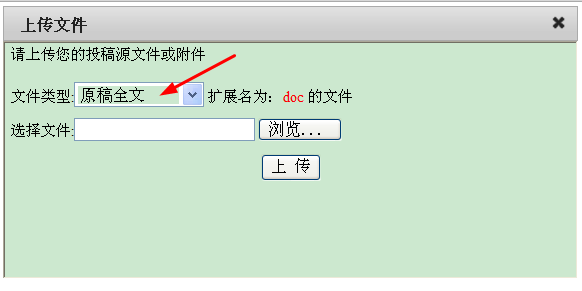 上传文件
请上传您的投稿源文件或附件
文件类型: 原稿全文 扩展名为：doc 的文件
选择文件: 浏览...
上 传